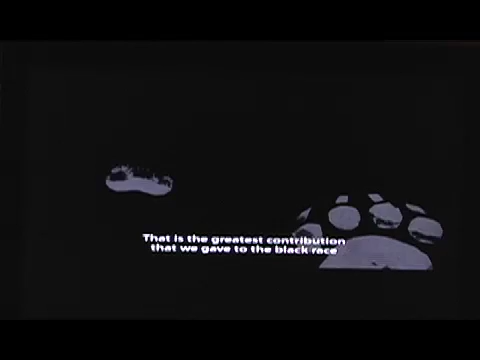 That is the greatest contribution
that we gave to the black race